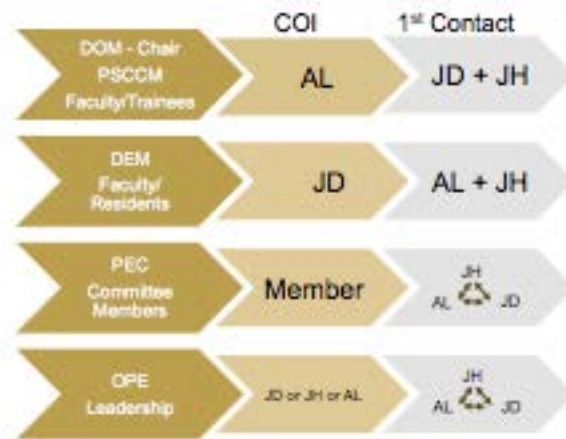 COI 1st Contact
DOM - Chair
PSCCM
Faculty/Trainees
AL
JD + JH
DEM
Faculty/
Residents
JD
AL + JH
PEC
Committee
Members
Member
JH
AL JD
OPE
Leadership
JD or JH or AL
JH
AL JD